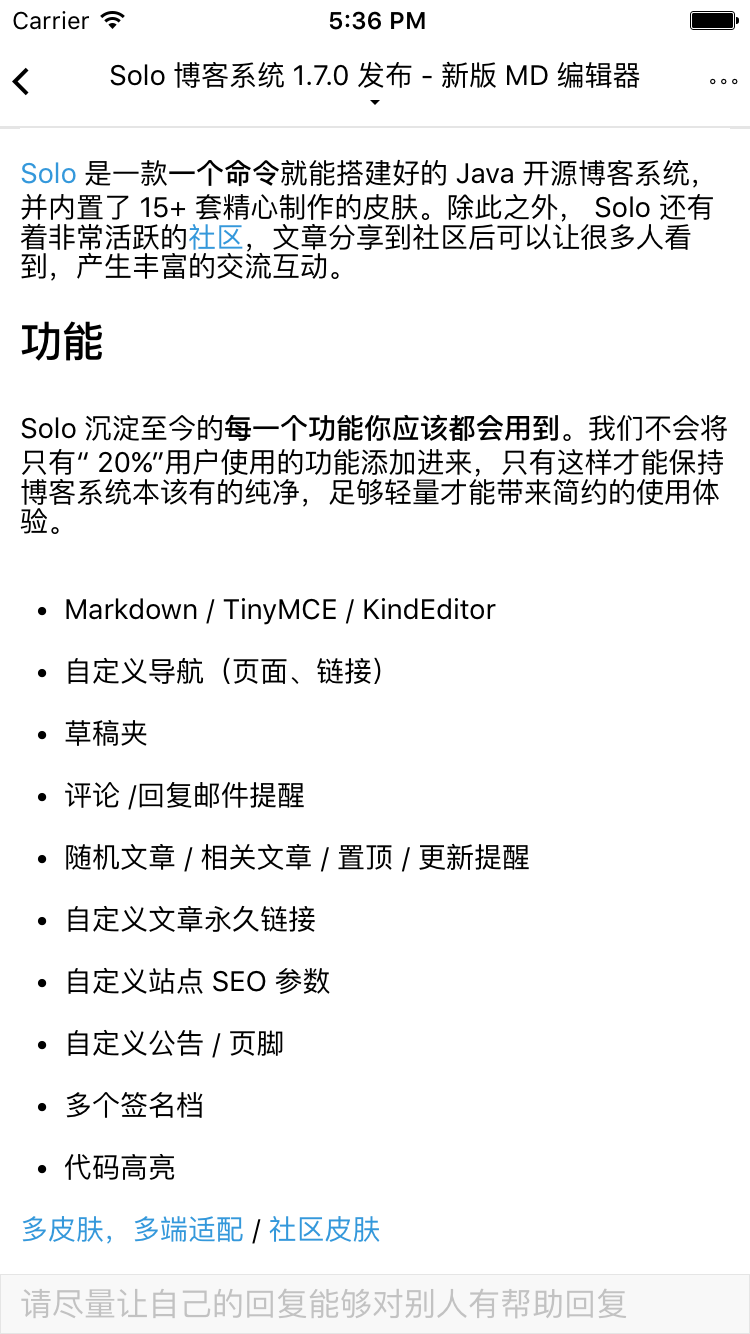 Carrier 5:36 PM
Solo 博客系统 1.7.0 发布 - 新版 MD 编辑器
Solo 是一款一个命令就能搭建好的 Java 开源博客系统，
并内置了 15+ 套精心制作的皮肤。除此之外， Solo 还有
着非常活跃的社区，文章分享到社区后可以让很多人看
到，产生丰富的交流互动。
功能
Solo 沉淀至今的每一个功能你应该都会用到。我们不会将
只有“ 20%”用户使用的功能添加进来，只有这样才能保持
博客系统本该有的纯净，足够轻量才能带来简约的使用体
验。
• Markdown / TinyMCE / KindEditor
• 自定义导航（页面、链接）
• 草稿夹
• 评论 /回复邮件提醒
• 随机文章 / 相关文章 / 置顶 / 更新提醒
• 自定义文章永久链接
• 自定义站点 SEO 参数
• 自定义公告 / 页脚
• 多个签名档
• 代码高亮
多皮肤，多端适配 / 社区皮肤
请尽量让自己的回复能够对别人有帮助回复